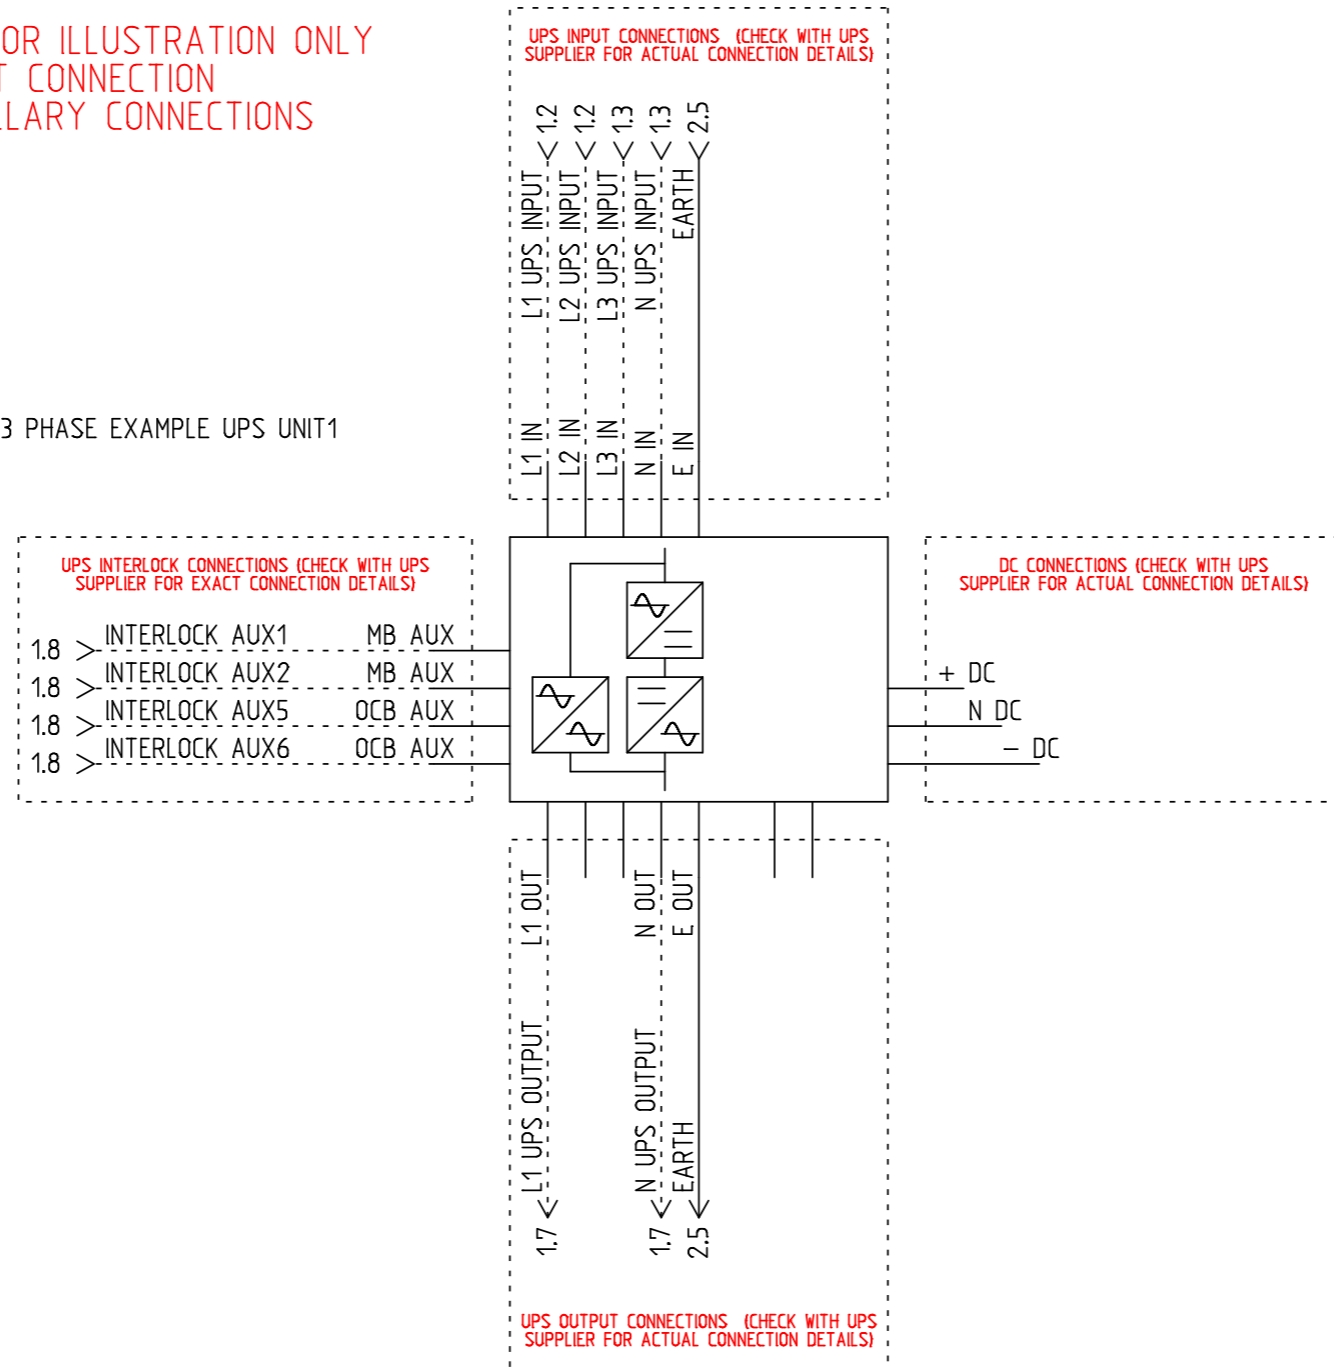 OR ILLUSTRATION ONLY
T CONNECTION
LLARY CONNECTIONS
UPS INPUT CONNECTIONS (CHECK WITH UPS
SUPPLIER FOR ACTUAL CONNECTION DETAILS)
1.2
1.2
1.3
1.3
2.5
L1 UPS INPUT
L2 UPS INPUT
L3 UPS INPUT
N UPS INPUT
EARTH
L1 IN
L2 IN
L3 IN
N IN
E IN
3 PHASE EXAMPLE UPS UNIT1
UPS INTERLOCK CONNECTIONS (CHECK WITH UPS
SUPPLIER FOR EXACT CONNECTION DETAILS)
1.8 INTERLOCK AUX1 MB AUX
1.8 INTERLOCK AUX2 MB AUX
1.8 INTERLOCK AUX5 OCB AUX
1.8 INTERLOCK AUX6 OCB AUX
DC CONNECTIONS (CHECK WITH UPS
SUPPLIER FOR ACTUAL CONNECTION DETAILS)
+ DC
N DC
- DC
L1 OUT
N OUT
E OUT
L1 UPS OUTPUT
N UPS OUTPUT
EARTH
1.7
1.7
2.5
UPS OUTPUT CONNECTIONS (CHECK WITH UPS
SUPPLIER FOR ACTUAL CONNECTION DETAILS)